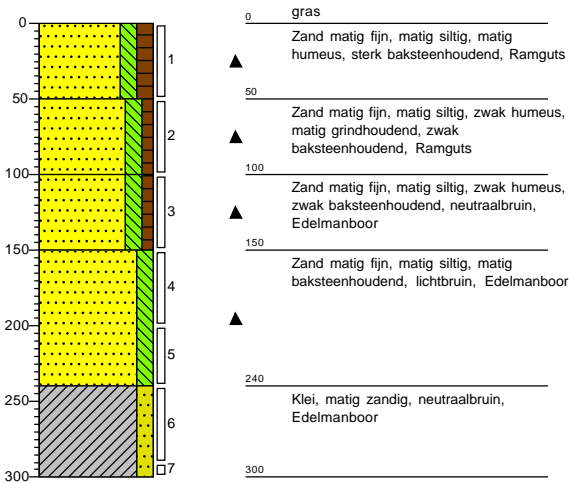 0
50
100
150
200
250
300
1
2
3
4
5
6
7
0
gras
Zand matig fijn, matig siltig, matig
humeus, sterk baksteenhoudend, Ramguts
50
Zand matig fijn, matig siltig, zwak humeus,
matig grindhoudend, zwak
baksteenhoudend, Ramguts
100
Zand matig fijn, matig siltig, zwak humeus,
zwak baksteenhoudend, neutraalbruin,
Edelmanboor
150
Zand matig fijn, matig siltig, matig
baksteenhoudend, lichtbruin, Edelmanboor
240
Klei, matig zandig, neutraalbruin,
Edelmanboor
300